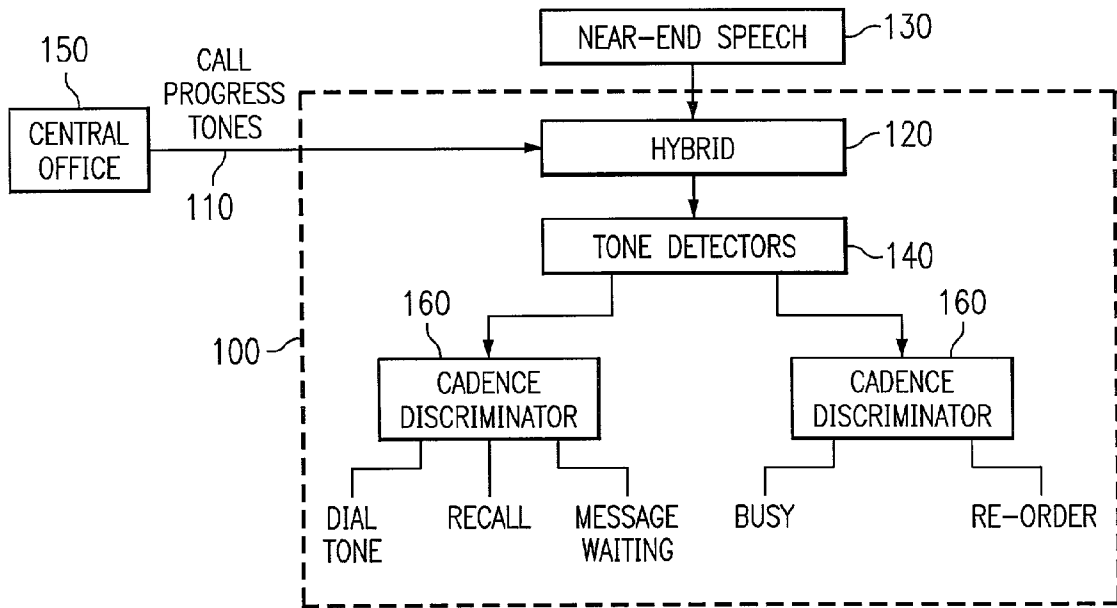 150
CENTRAL
OFFICE
CALL
PROGRESS
TONES
110
NEAR-END SPEECH
130
HYBRID
120
TONE DETECTORS
140
100
160
CADENCE
DISCRIMINATOR
160
CADENCE
DISCRIMINATOR
DIAL
TONE
RECALL
MESSAGE
WAITING
BUSY
RE-ORDER